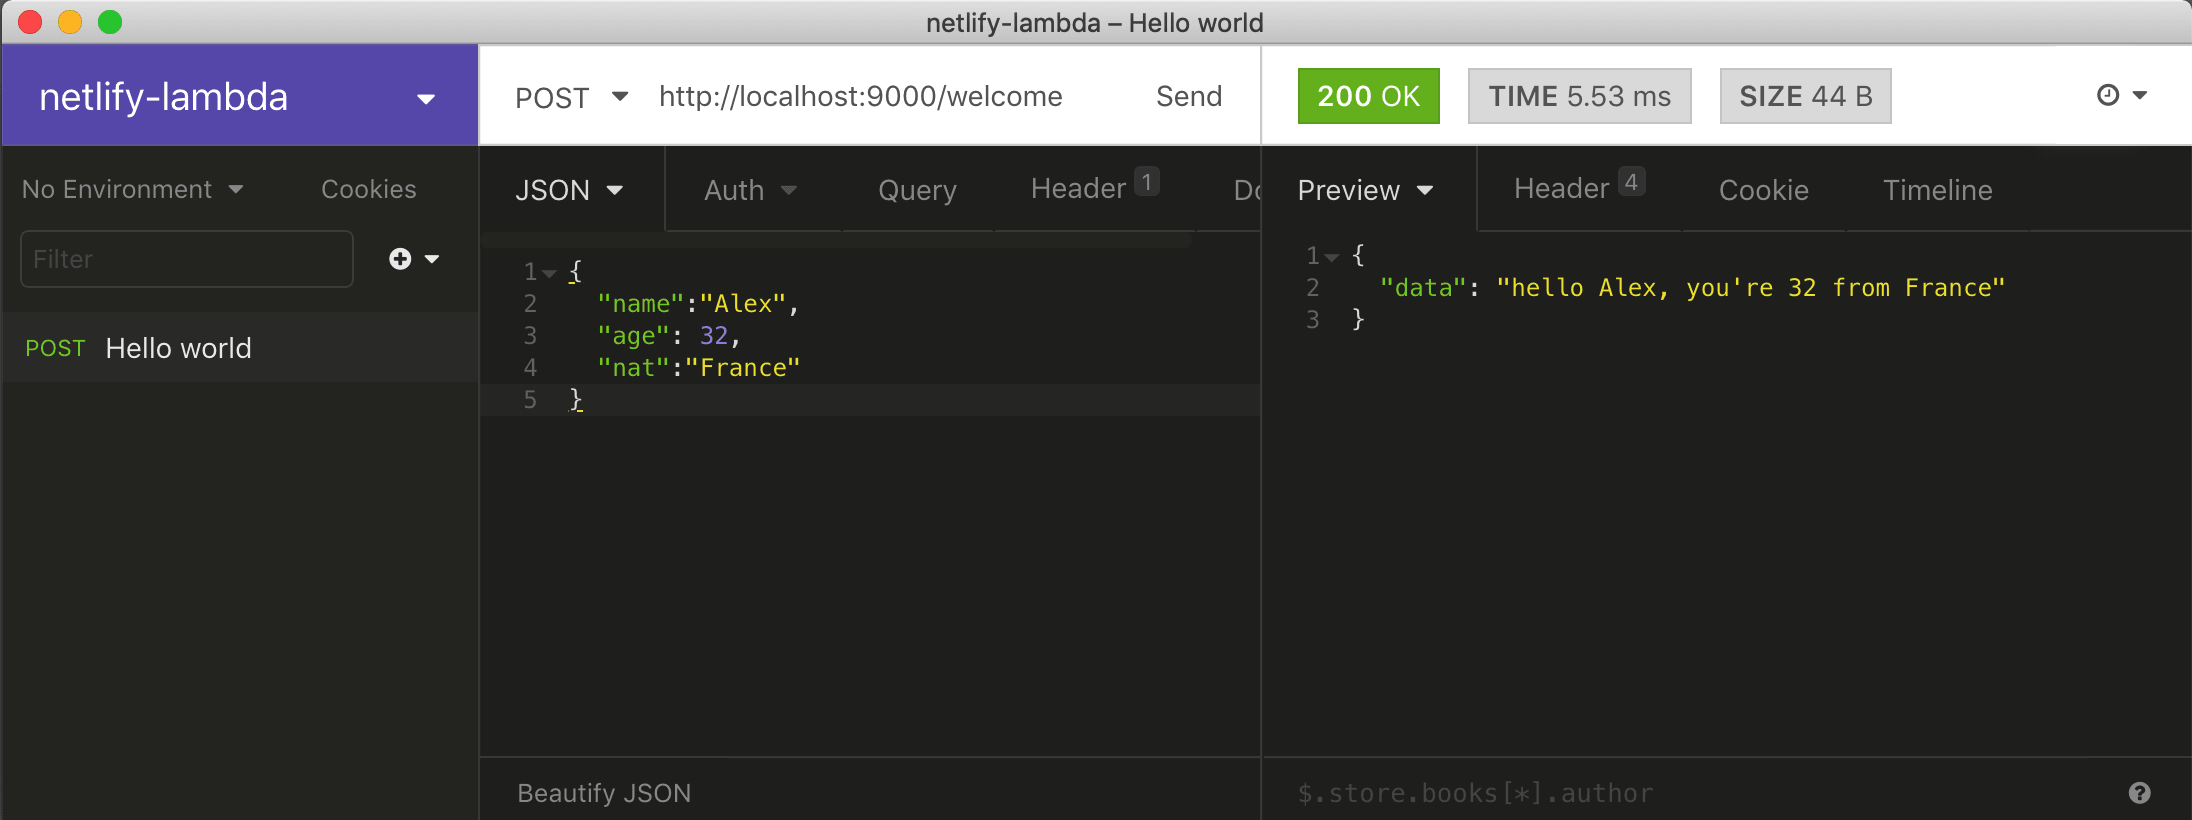 netlify-lambda – Hello world
netlify-lambda
POST http://localhost:9000/welcome Send
200 OK TIME 5.53 ms SIZE 44 B
No Environment Cookies
Filter
POST Hello world
JSON Auth Query Header 1
1 {
2 "name":"Alex",
3 "age": 32,
4 "nat":"France"
5 }
Beautify JSON
Preview Header 4 Cookie Timeline
1 {
2 "data": "hello Alex, you're 32 from France"
3 }
$.store.books[*].author